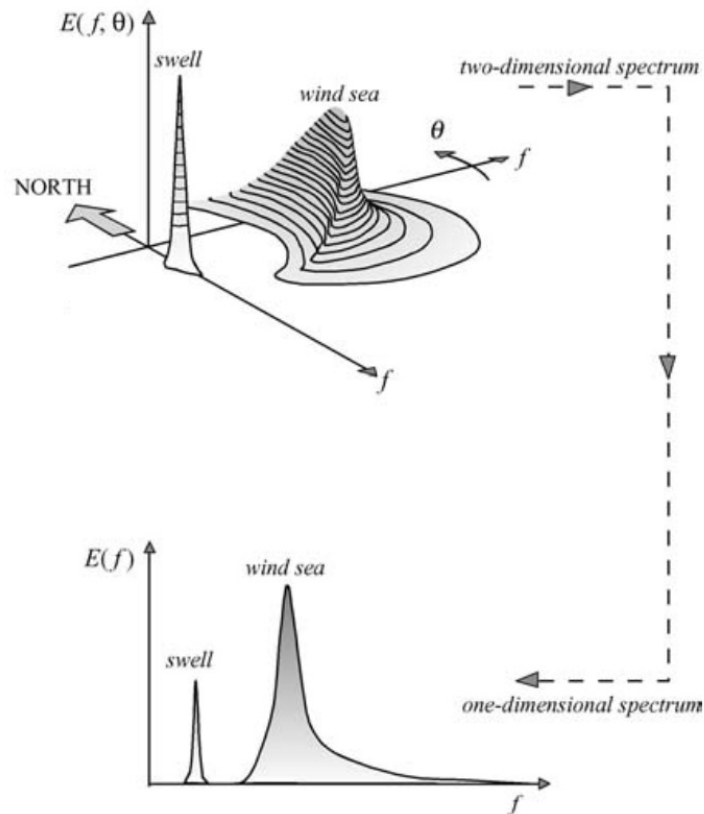 E(f, θ)
swell
wind sea
two-dimensional spectrum
θ
f
NORTH
f
E(f)
wind sea
swell
one-dimensional spectrum
f